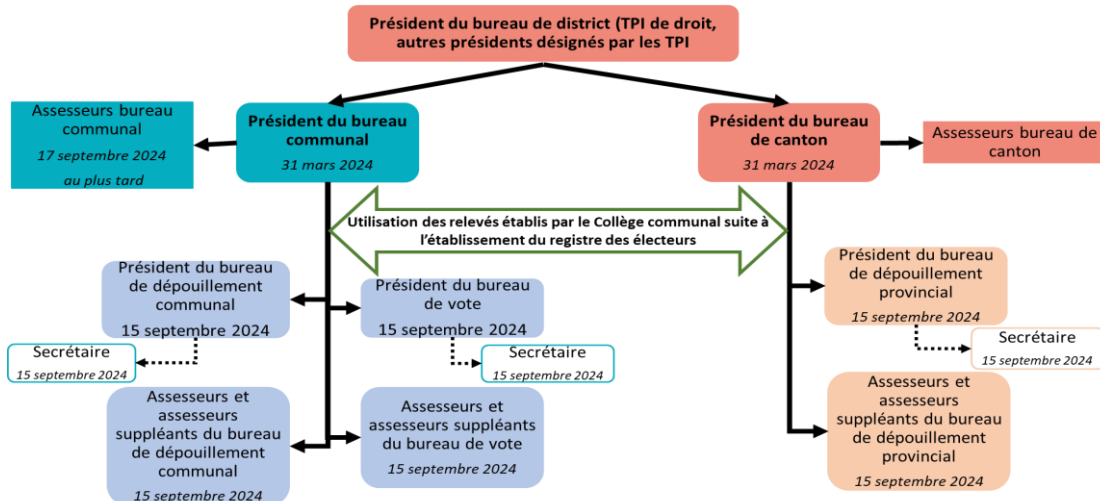 Président du bureau de district (TPI de droit,
autres présidents désignés par les TPI
Assesseurs bureau
communal
17 septembre 2024
au plus tard
Président du bureau
communal
31 mars 2024
Président du bureau
de canton
31 mars 2024
Assesseurs bureau de
canton
Utilisation des relevés établis par le Collège communal suite à
l’établissement du registre des électeurs
Président du bureau
de dépouillement
communal
15 septembre 2024
Président du bureau
de vote
15 septembre 2024
Président du bureau
de dépouillement
provincial
15 septembre 2024
Secrétaire
15 septembre 2024
Secrétaire
15 septembre 2024
Secrétaire
15 septembre 2024
Assesseurs et
assesseurs
suppléants du bureau
de dépouillement
communal
15 septembre 2024
Assesseurs et
assesseurs suppléants
du bureau de vote
15 septembre 2024
Assesseurs et
assesseurs
suppléants du bureau
de dépouillement
provincial
15 septembre 2024